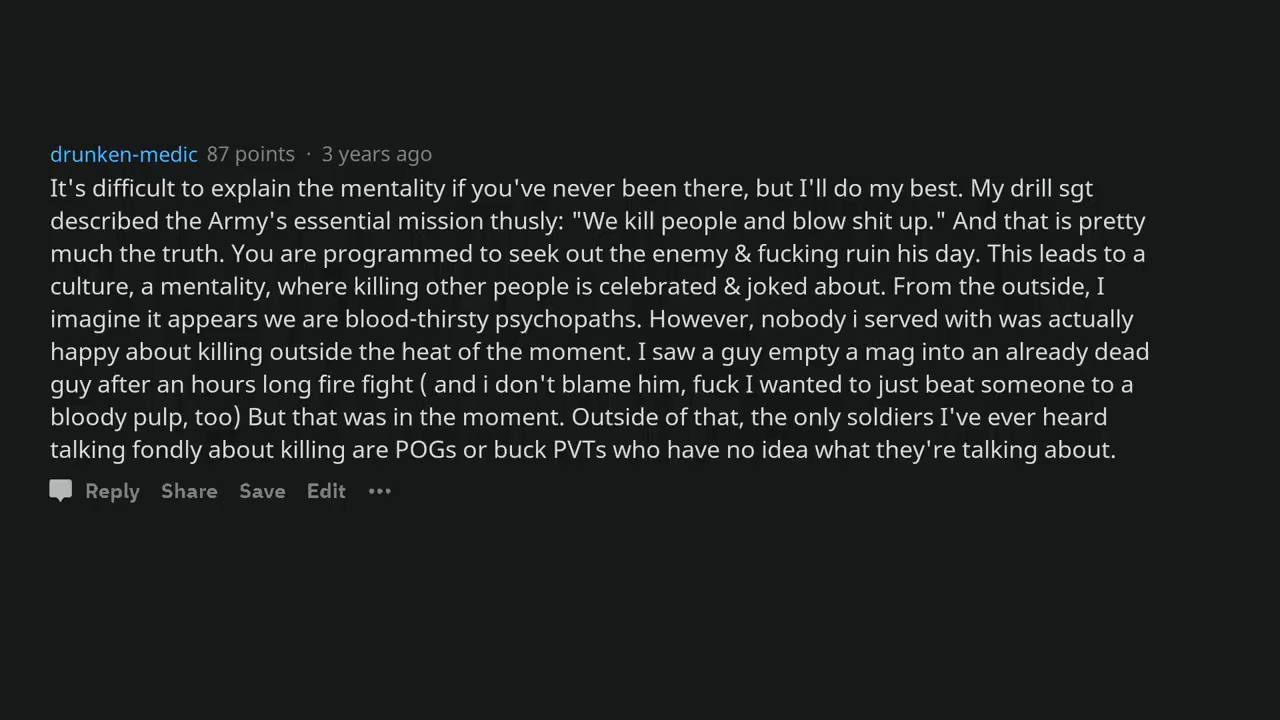 drunken-medic 87 points · 3 years ago
It's difficult to explain the mentality if you've never been there, but I'll do my best. My drill sgt
described the Army's essential mission thusly: "We kill people and blow shit up." And that is pretty
much the truth. You are programmed to seek out the enemy & fucking ruin his day. This leads to a
culture, a mentality, where killing other people is celebrated & joked about. From the outside, I
imagine it appears we are blood-thirsty psychopaths. However, nobody i served with was actually
happy about killing outside the heat of the moment. I saw a guy empty a mag into an already dead
guy after an hours long fire fight ( and i don't blame him, fuck I wanted to just beat someone to a
bloody pulp, too) But that was in the moment. Outside of that, the only soldiers I've ever heard
talking fondly about killing are POGs or buck PVTs who have no idea what they're talking about.
Reply Share Save Edit •••